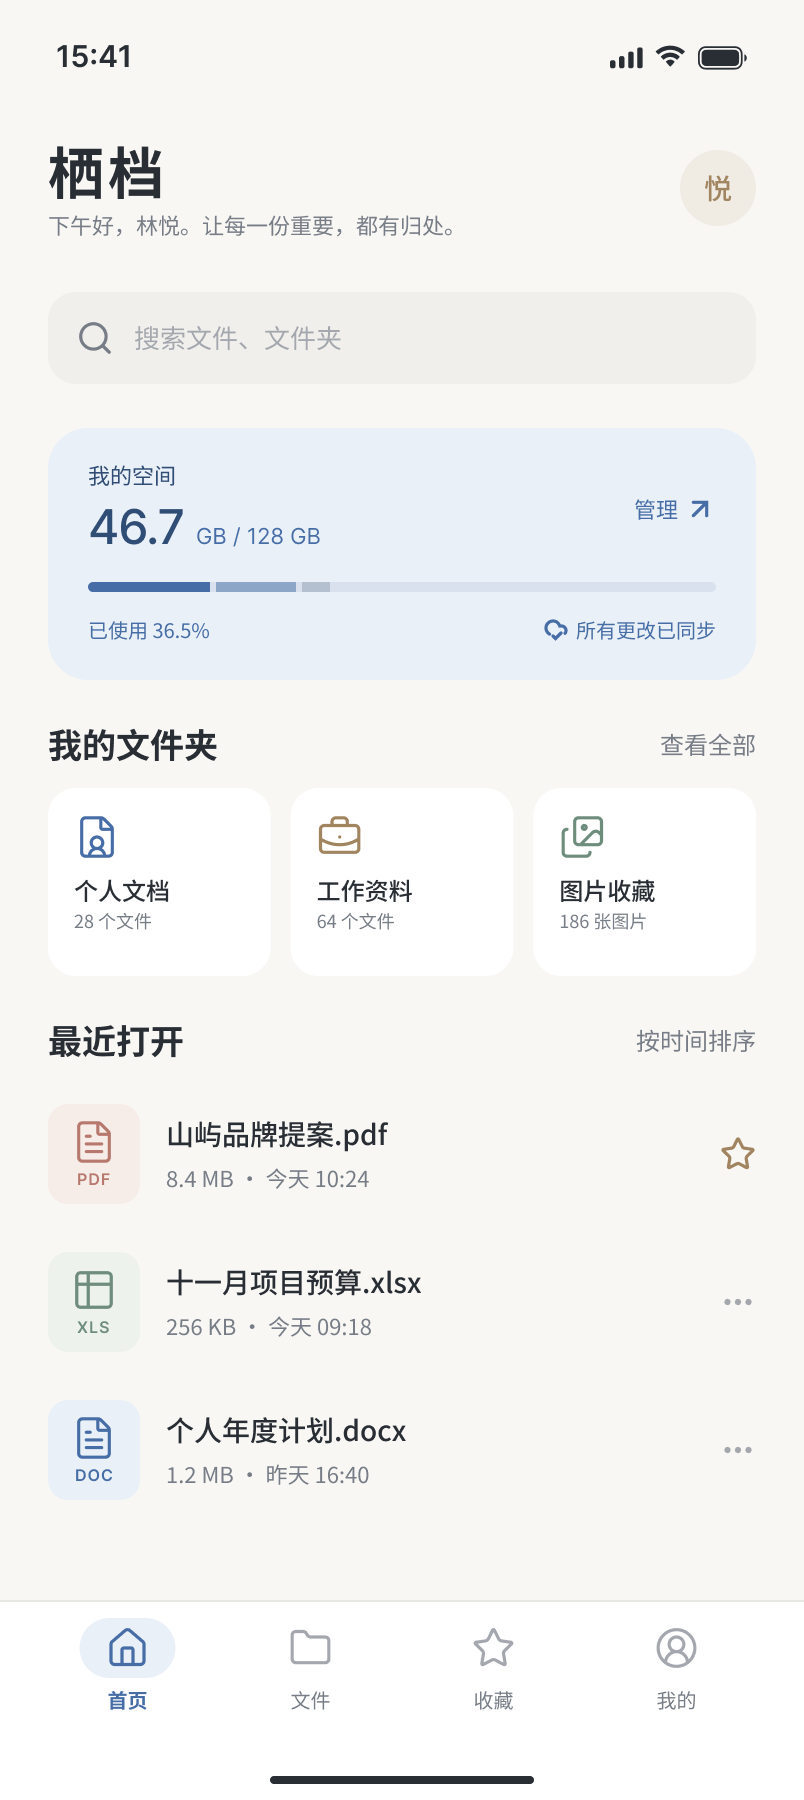 15:41
栖档
悦
下午好，林悦。让每一份重要，都有归处。
搜索文件、文件夹
我的空间
46.7 GB / 128 GB
管理
已使用 36.5%
所有更改已同步
我的文件夹
查看全部
个人文档
28 个文件
工作资料
64 个文件
图片收藏
186 张图片
最近打开
按时间排序
PDF
山屿品牌提案.pdf
8.4 MB · 今天 10:24
XLS
十一月项目预算.xlsx
256 KB · 今天 09:18
DOC
个人年度计划.docx
1.2 MB · 昨天 16:40
首页
文件
收藏
我的